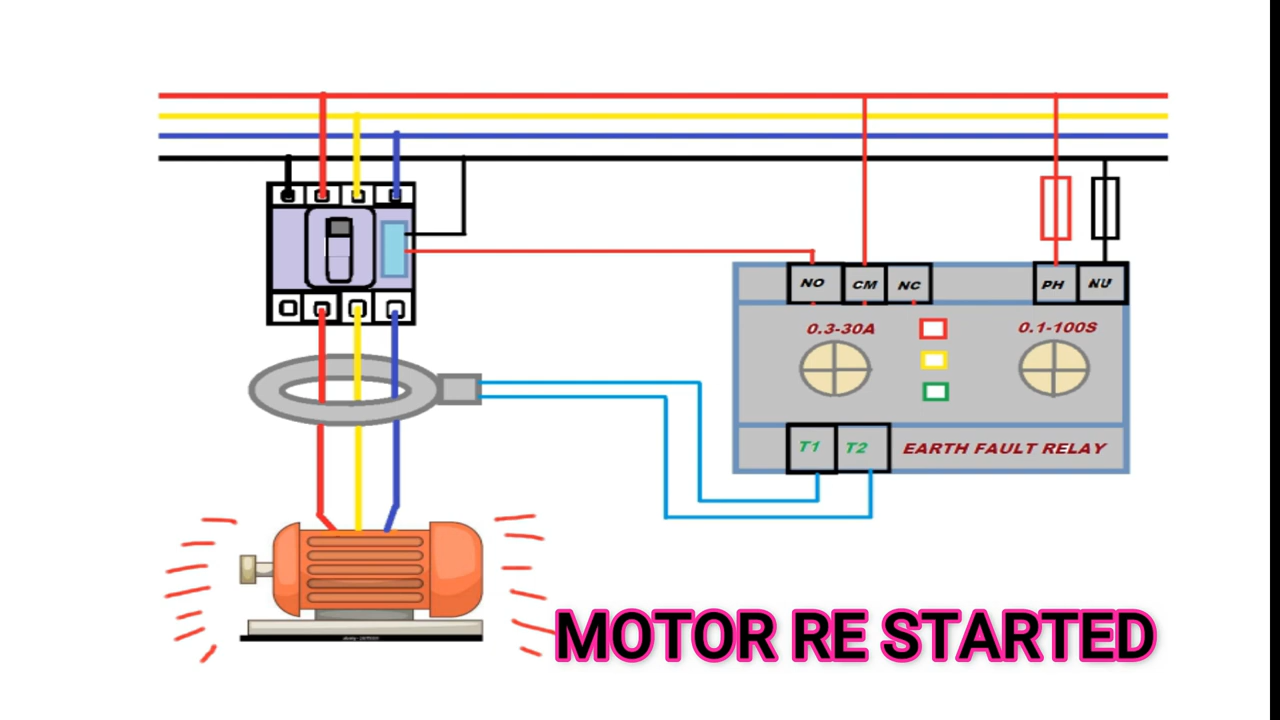 NO CM NC PH NU
0.3-30A 0.1-100S
T1 T2 EARTH FAULT RELAY
MOTOR RE STARTED